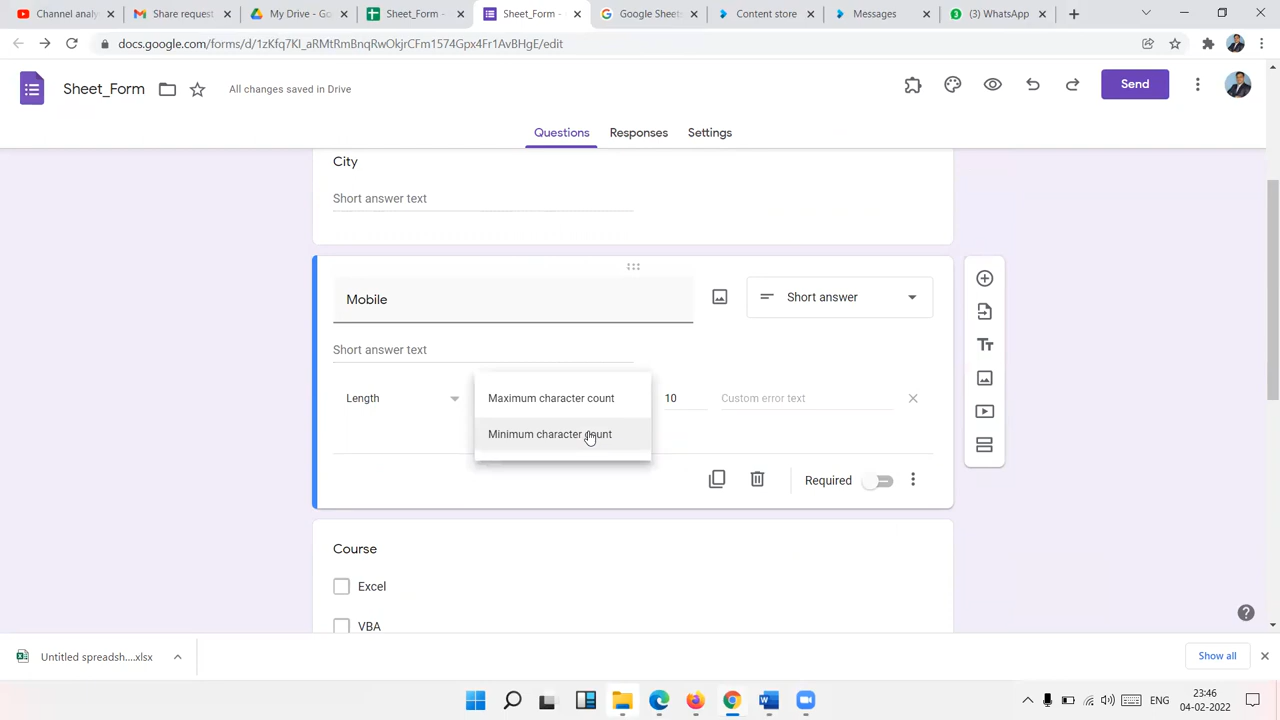 Channel analy
Share request
My Drive - Go
Sheet_Form -
Sheet_Form -
Google Sheets
Content store
Messages
(3) WhatsApp
docs.google.com/forms/d/1zKfq7Kl_aRMtRmBnqRwOkjrCFm1574Gpx4Fr1AvBHgE/edit
Sheet_Form
All changes saved in Drive
Send
Questions
Responses
Settings
City
Short answer text
Mobile
Short answer
Short answer text
Length
Maximum character count
10
Custom error text
Minimum character count
Required
Course
Excel
VBA
Untitled spreadsh....xlsx
Show all
ENG
23:46
04-02-2022